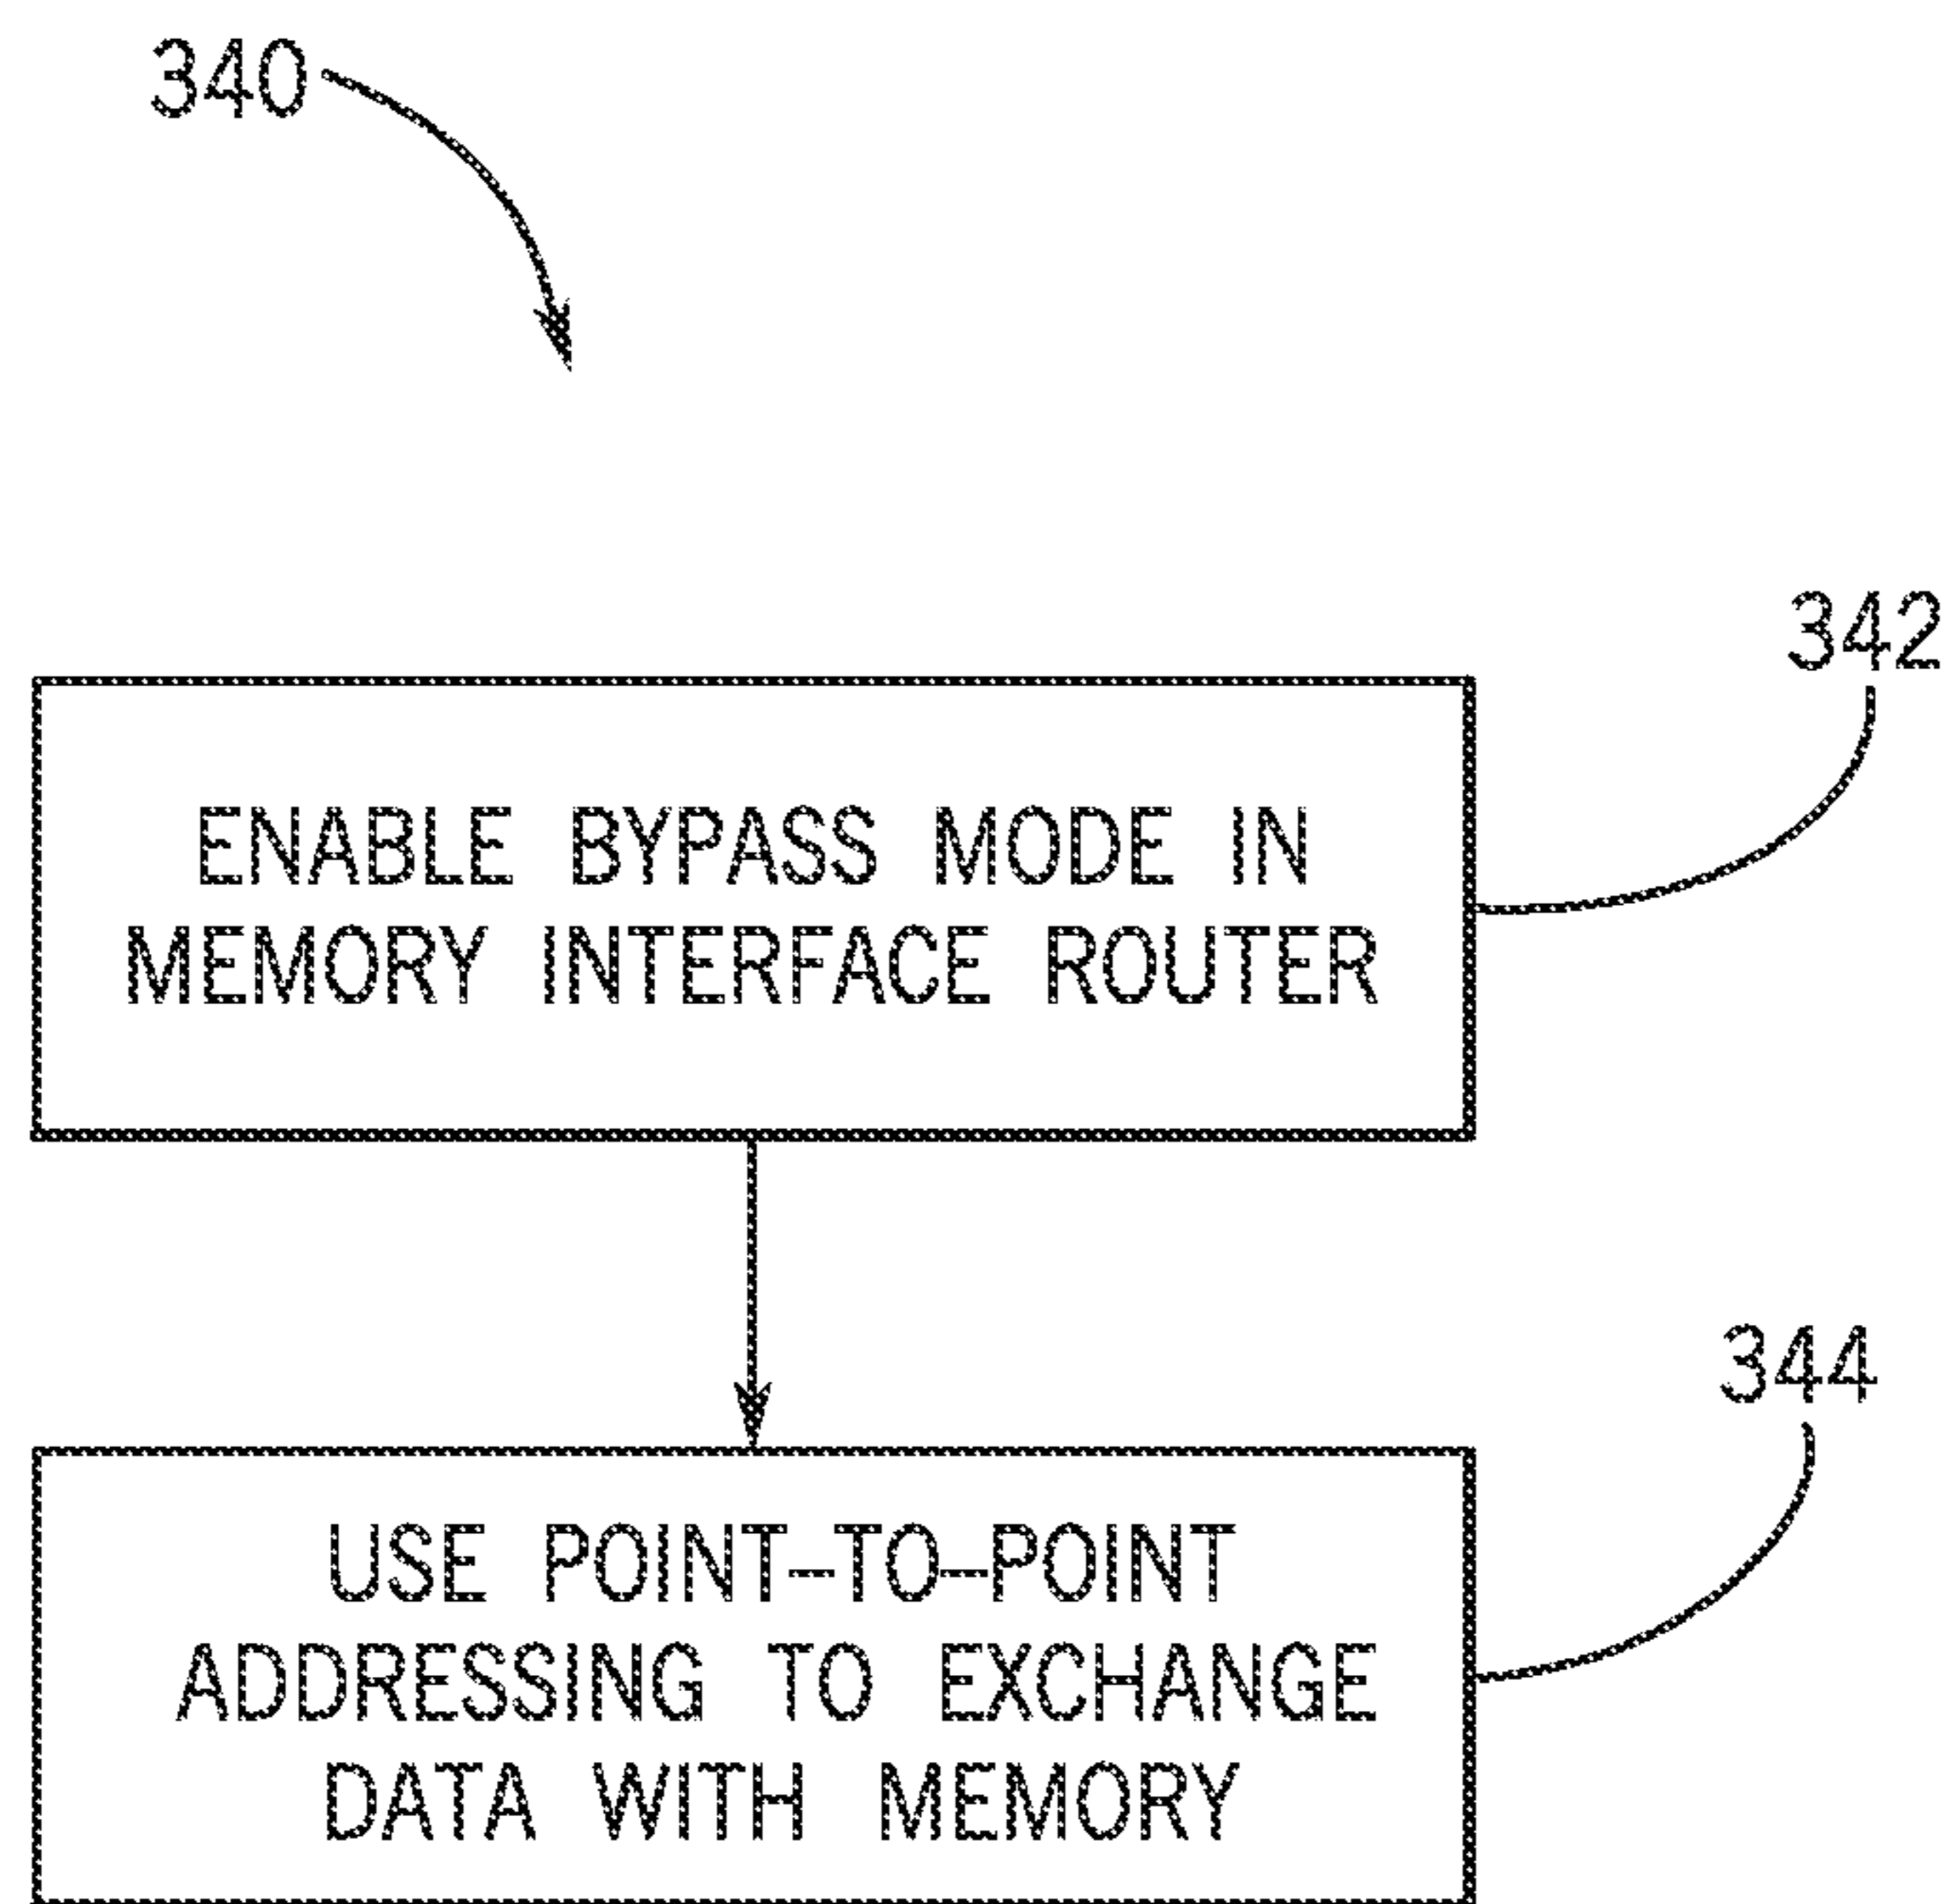 340
342
ENABLE BYPASS MODE IN
MEMORY INTERFACE ROUTER
344
USE POINT-TO-POINT
ADDRESSING TO EXCHANGE
DATA WITH MEMORY